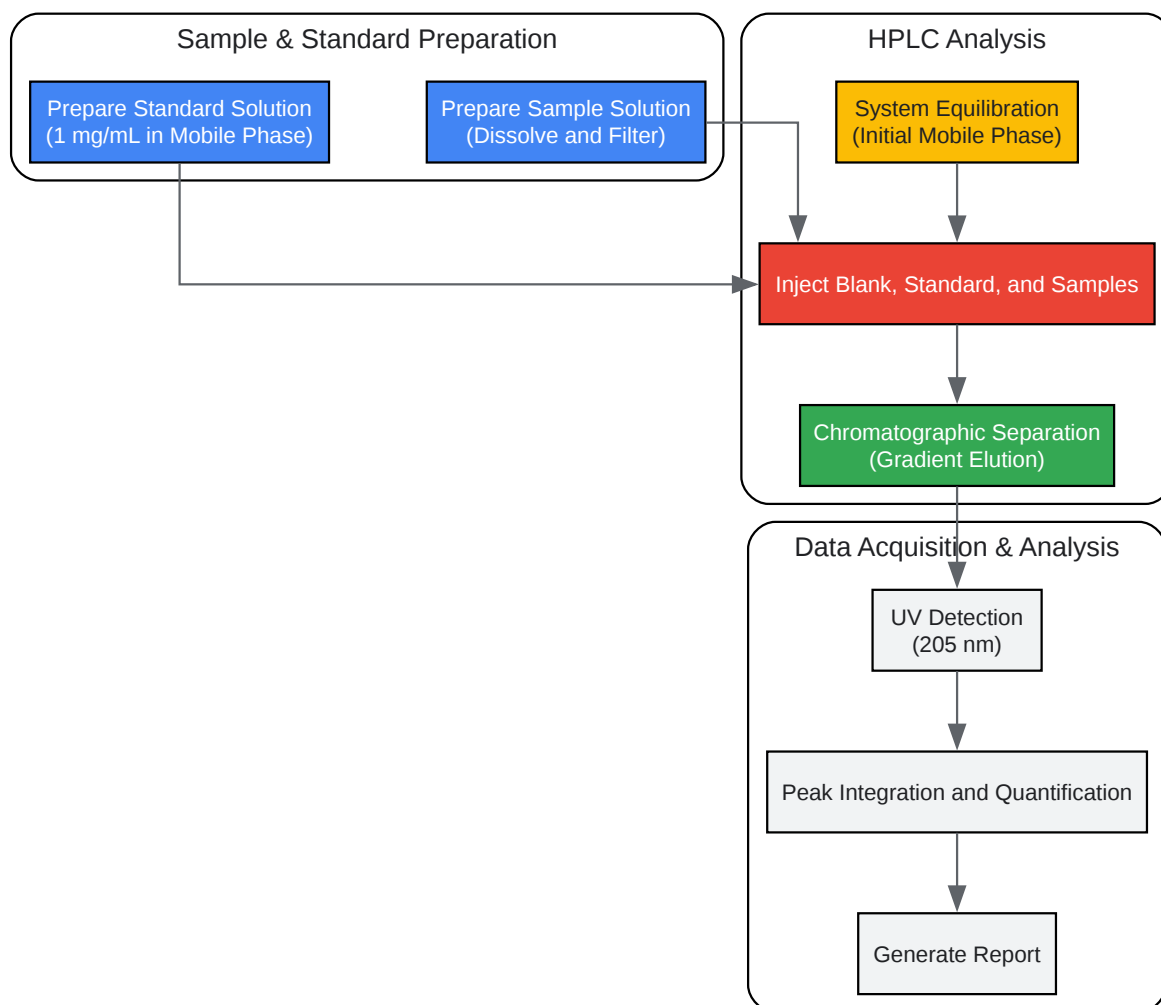 Sample & Standard Preparation
Prepare Standard Solution
(1 mg/mL in Mobile Phase)
Prepare Sample Solution
(Dissolve and Filter)
HPLC Analysis
System Equilibration
(Initial Mobile Phase)
Inject Blank, Standard, and Samples
Chromatographic Separation
(Gradient Elution)
Data Acquisition & Analysis
UV Detection
(205 nm)
Peak Integration and Quantification
Generate Report